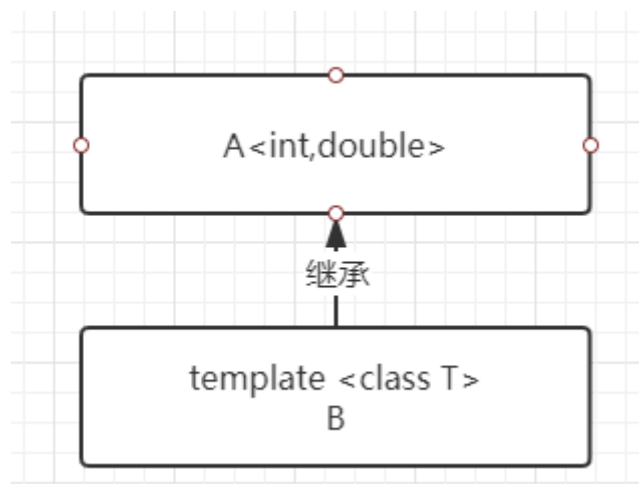 A<int,double>
继承
template <class T>
B